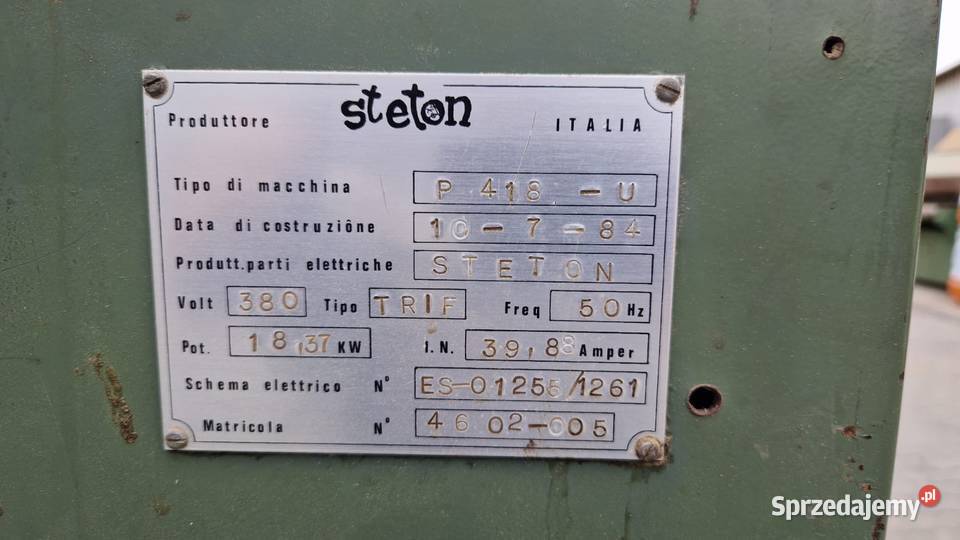 steton
Produttore ITALIA
Tipo di macchina P 418 - U
Data di costruziône 10-7-84
Produtt.parti elettriche STETON
Volt 380 Tipo TRIF Freq 50 Hz
Pot. 18,37 KW I.N. 39,88 Amper
Schema elettrico N° ES-01255/1261
Matricola N° 4602-005
Sprzedajemy.pl